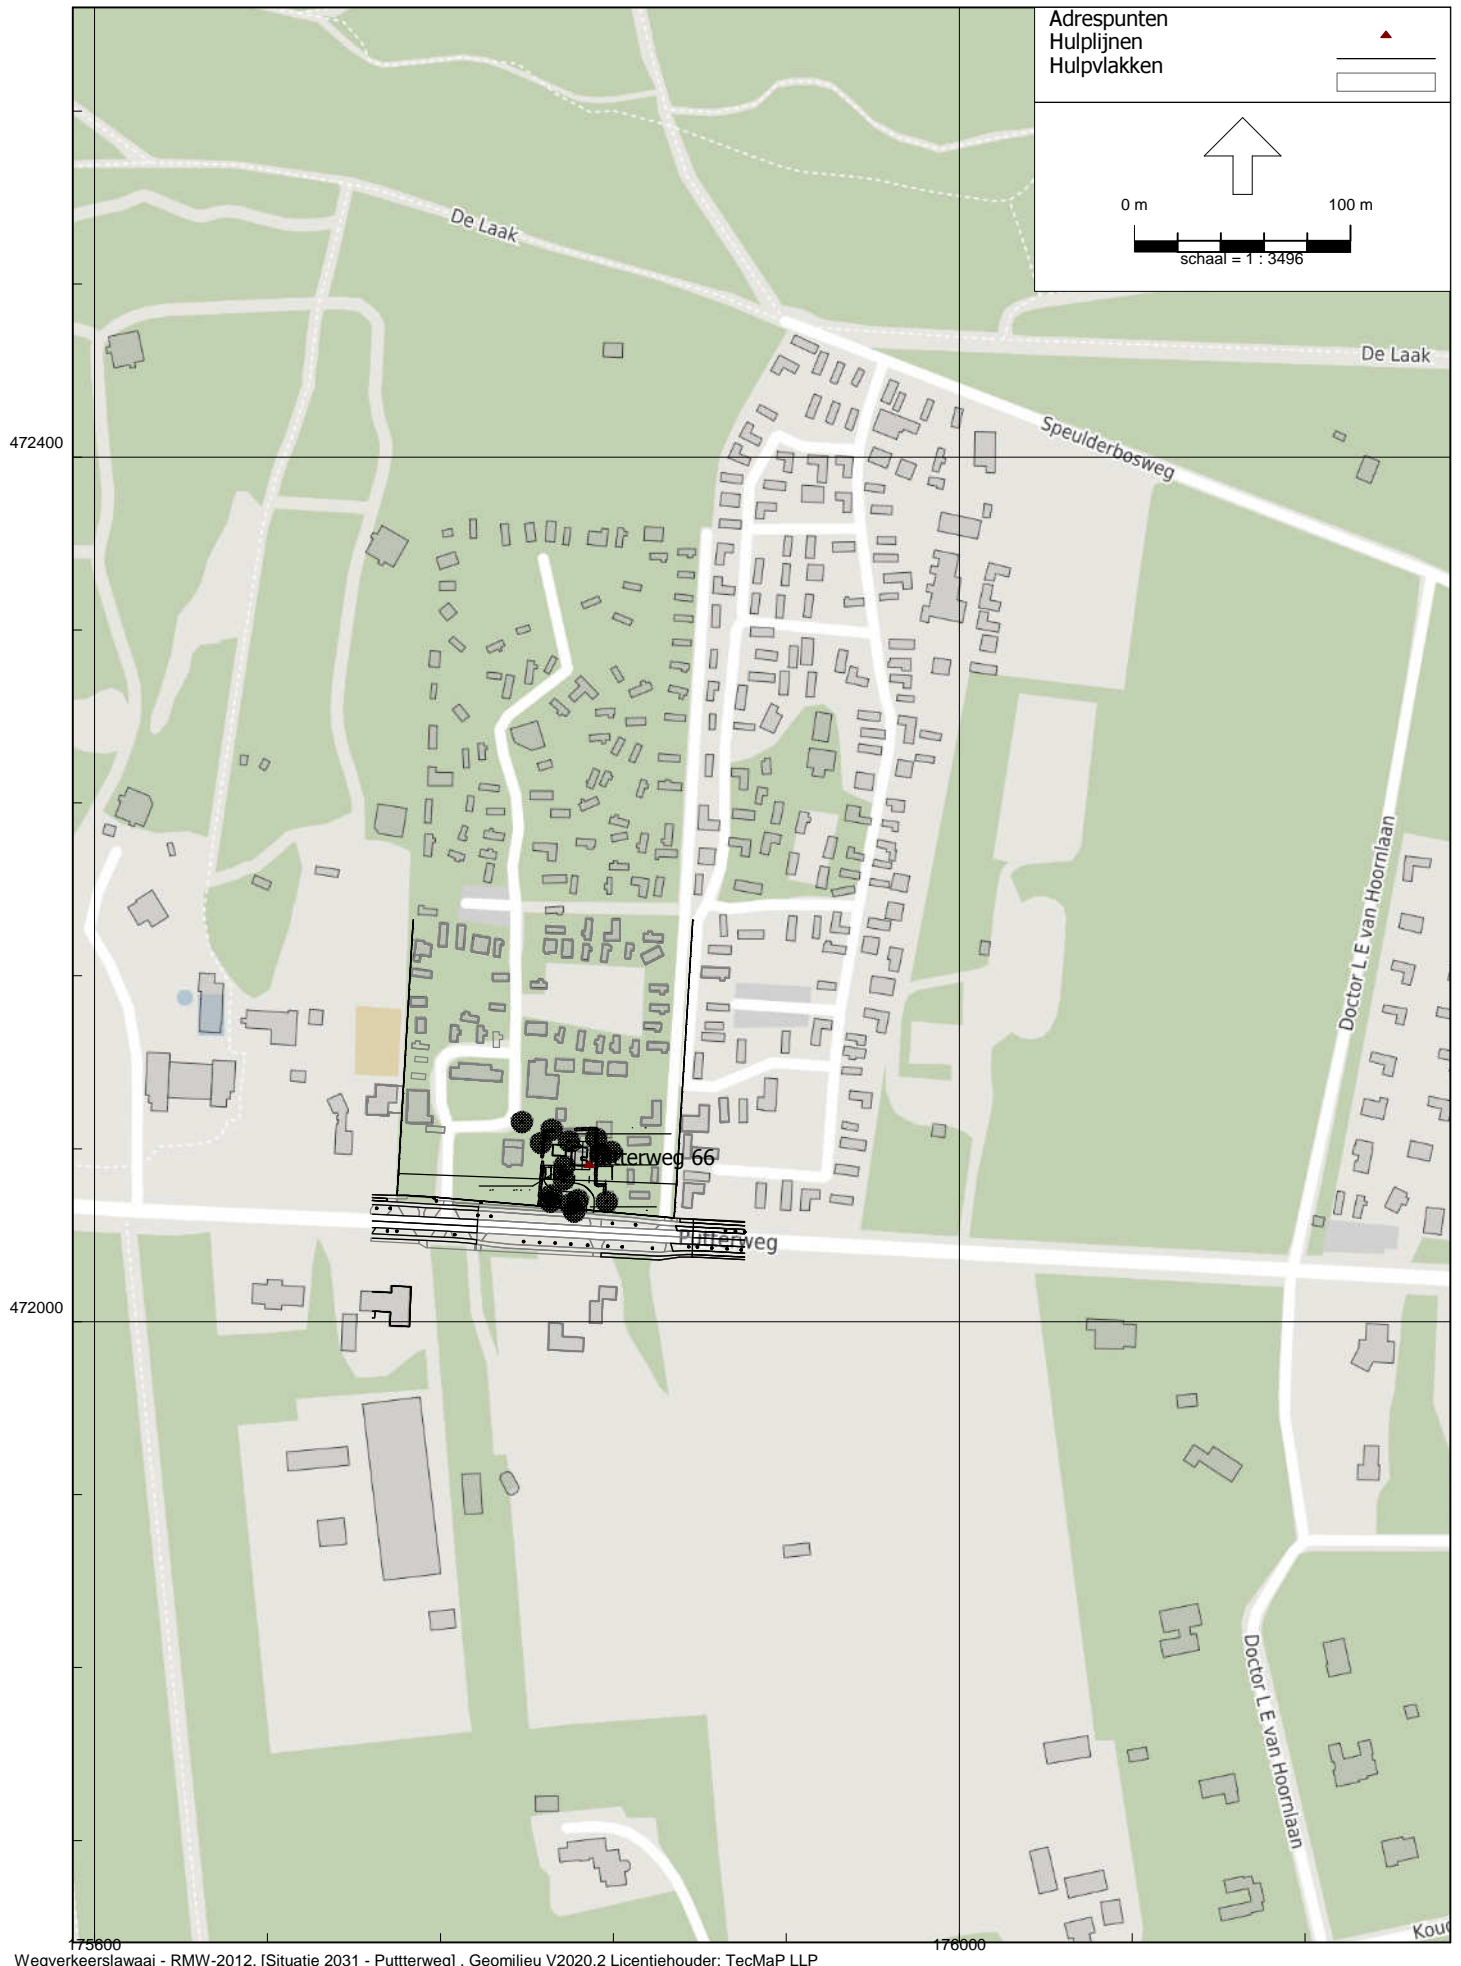 Adrespunten
Hulplijnen
Hulpvlakken
0 m 100 m
schaal = 1 : 3496
De Laak
De Laak
Speulderbosweg
472400
Doctor L E van Hoornlaan
Putterweg 66
Putterweg
472000
Doctor L E van Hoornlaan
175600
176000
Wegverkeerslawaai - RMW-2012, [Situatie 2031 - Puttterweg] , Geomilieu V2020.2 Licentiehouder: TecMaP LLP